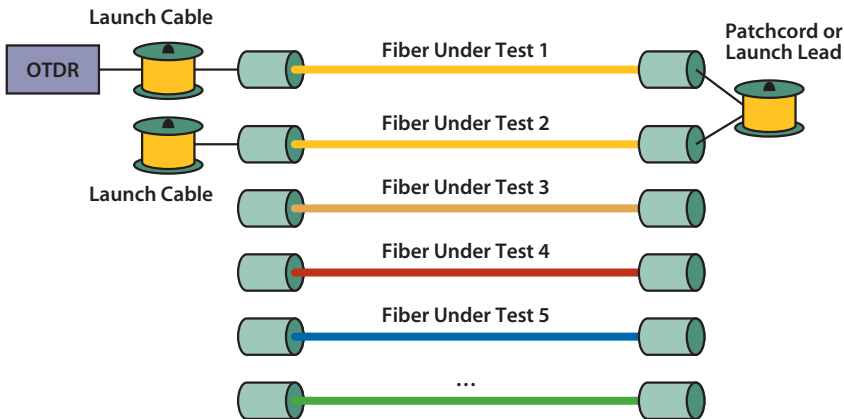 Launch Cable
Fiber Under Test 1
Patchcord or
Launch Lead
OTDR
Fiber Under Test 2
Launch Cable
Fiber Under Test 3
Fiber Under Test 4
Fiber Under Test 5
...